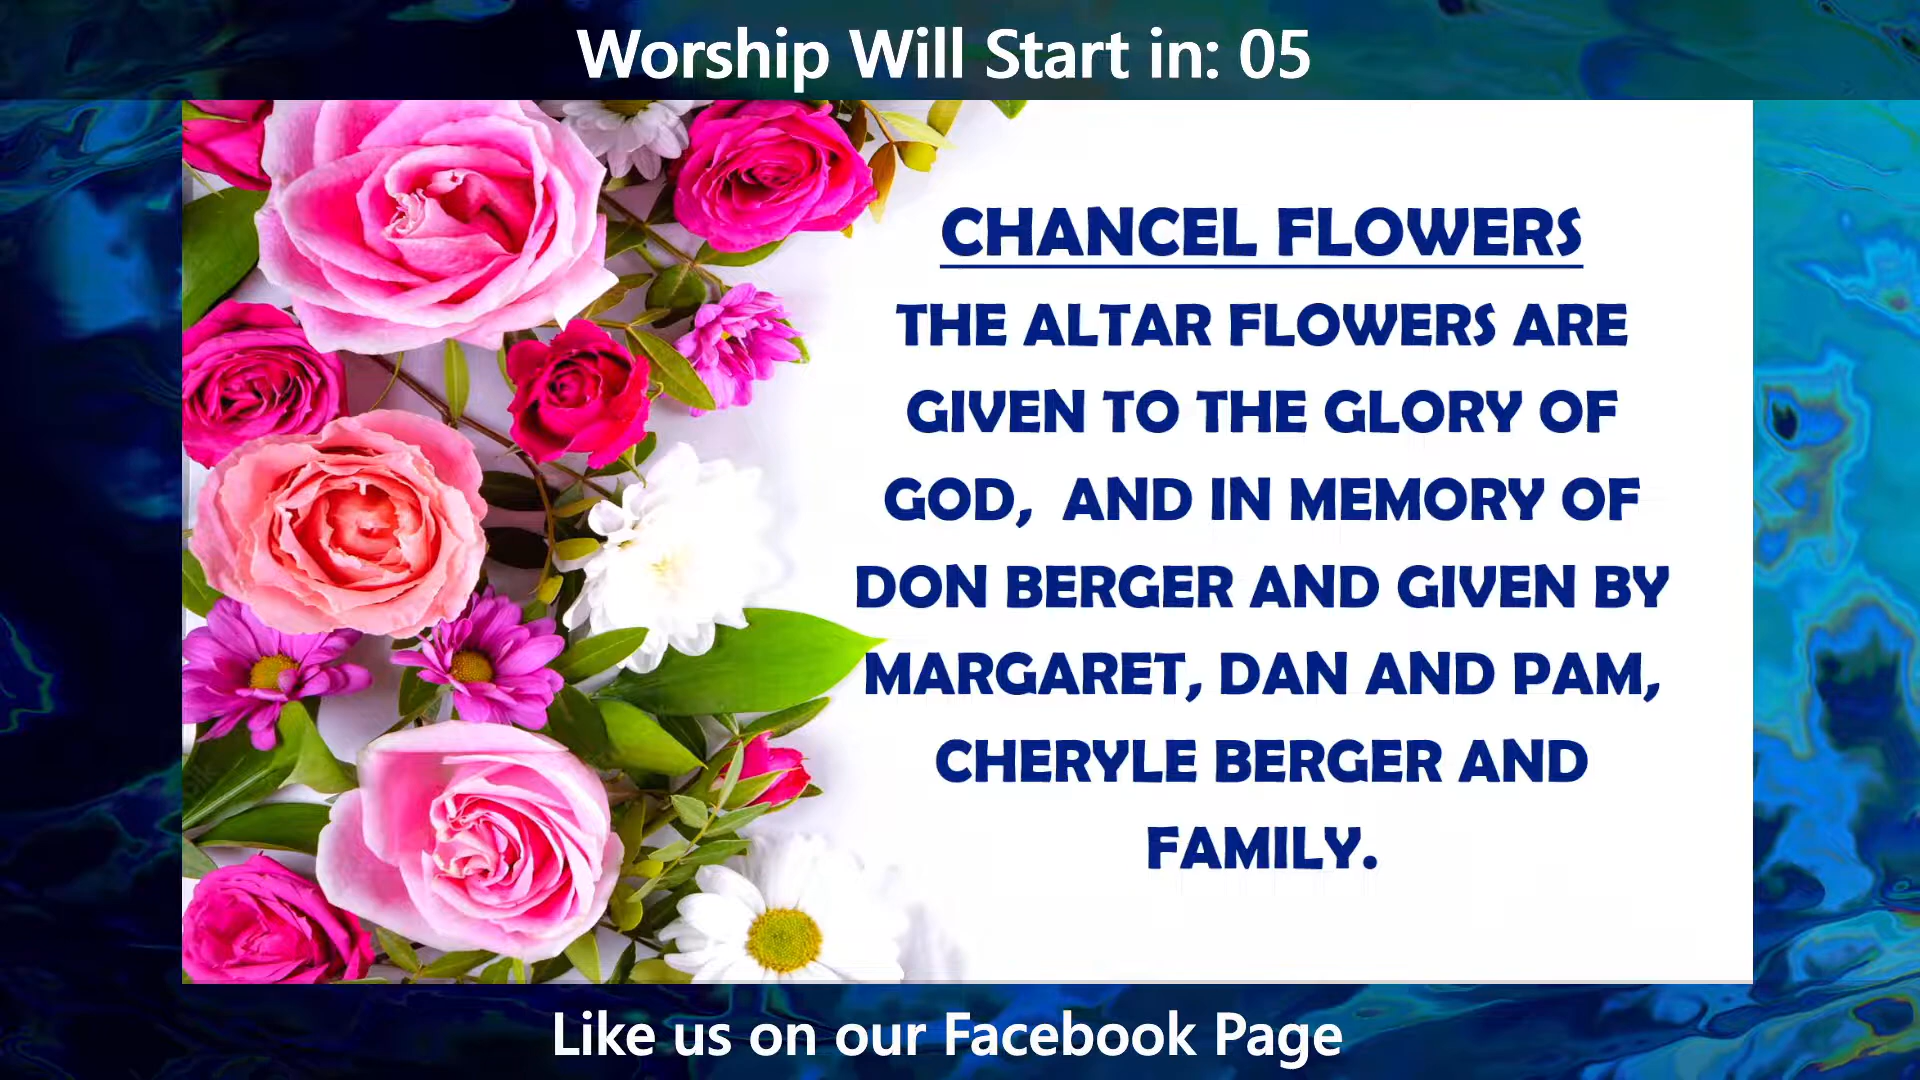 Worship Will Start in: 05
CHANCEL FLOWERS
THE ALTAR FLOWERS ARE
GIVEN TO THE GLORY OF
GOD,  AND IN MEMORY OF
DON BERGER AND GIVEN BY
MARGARET, DAN AND PAM,
CHERYLE BERGER AND
FAMILY.
Like us on our Facebook Page